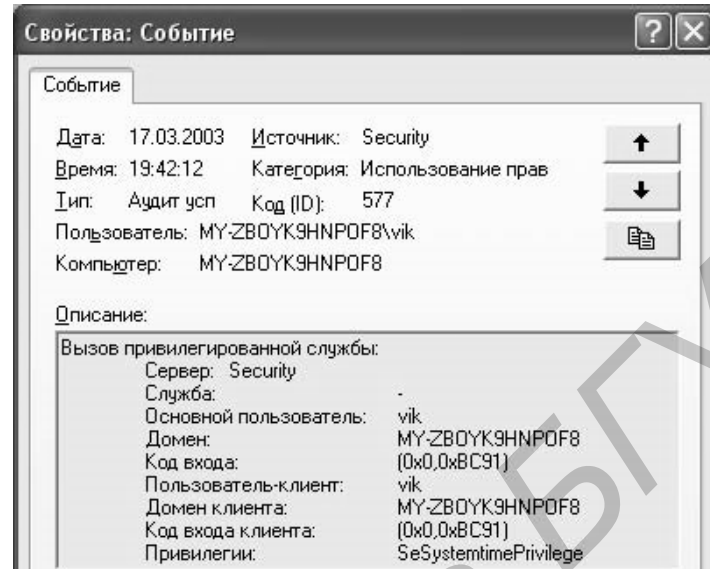 Свойства: Событие
Событие
Дата: 17.03.2003 Источник: Security
Время: 19:42:12 Категория: Использование прав
Тип: Аудит усп Код (ID): 577
Пользователь: MY-ZBOYK9HNPOF8\vik
Компьютер: MY-ZBOYK9HNPOF8
Описание:
Вызов привилегированной службы:
Сервер: Security
Служба: -
Основной пользователь: vik
Домен: MY-ZBOYK9HNPOF8
Код входа: (0x0,0xBC91)
Пользователь-клиент: vik
Домен клиента: MY-ZBOYK9HNPOF8
Код входа клиента: (0x0,0xBC91)
Привилегии: SeSystemtimePrivilege